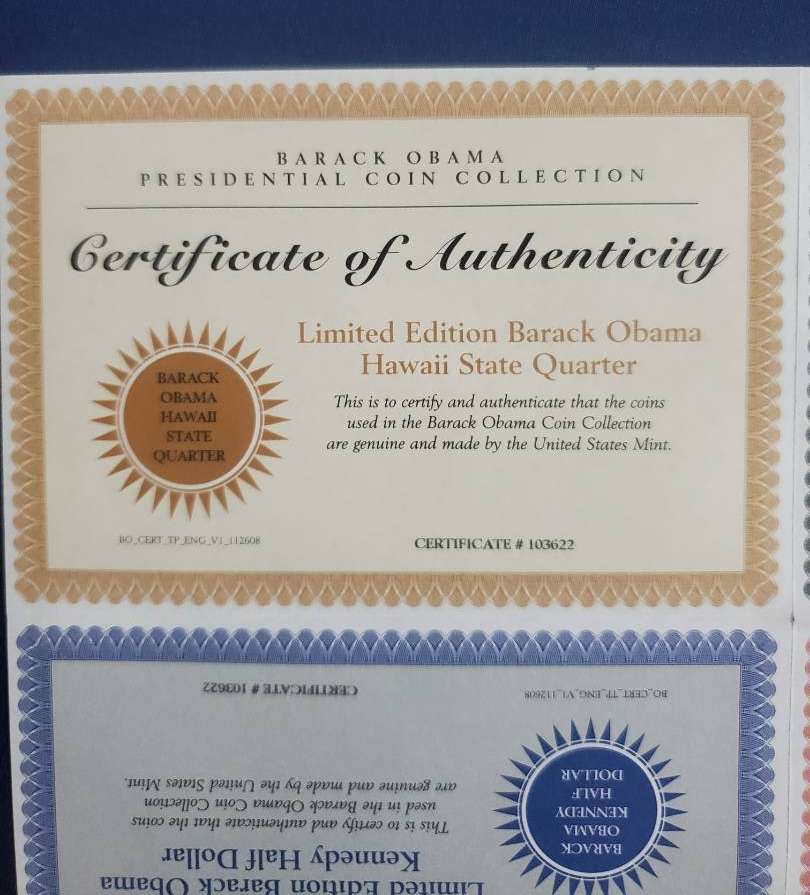 BARACK OBAMA
PRESIDENTIAL COIN COLLECTION
Certificate of Authenticity
Limited Edition Barack Obama
Hawaii State Quarter
This is to certify and authenticate that the coins
used in the Barack Obama Coin Collection
are genuine and made by the United States Mint.
BARACK
OBAMA
HAWAII
STATE
QUARTER
BO_CERT_TP_ENG_V1_112608
CERTIFICATE # 103622
Limited Edition Barack Obama
Kennedy Half Dollar
This is to certify and authenticate that the coins
used in the Barack Obama Coin Collection
are genuine and made by the United States Mint.
BARACK
OBAMA
KENNEDY
HALF
DOLLAR
BO_CERT_TP_ENG_V1_112608
CERTIFICATE # 103622